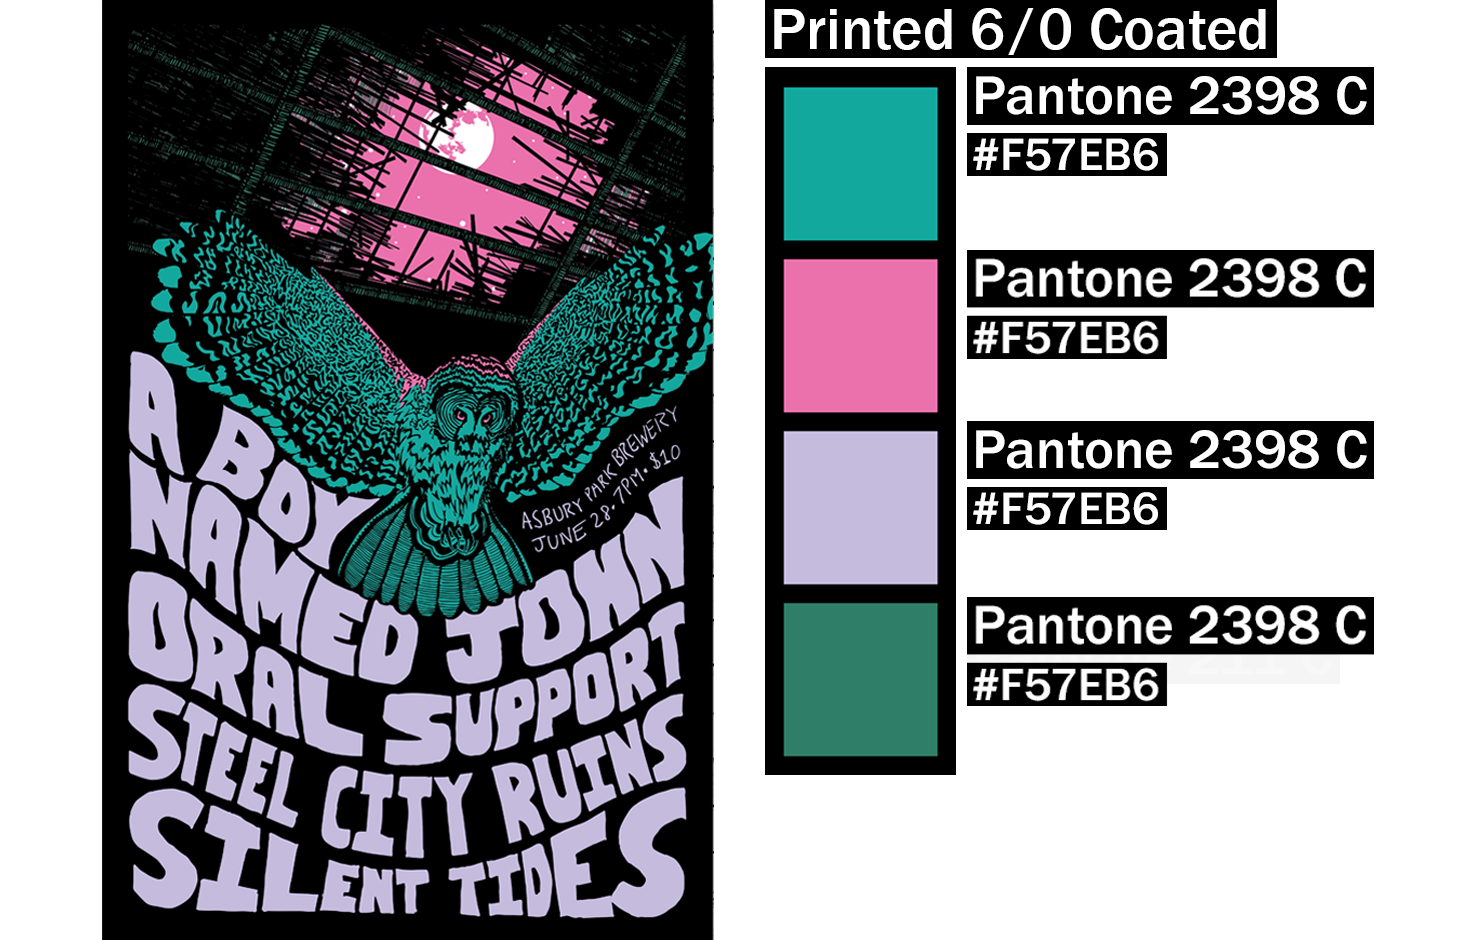 A BOY
NAMED JOHN
ORAL SUPPORT
STEEL CITY RUINS
SILENT TIDES
ASBURY PARK BREWERY
JUNE 28 • 7PM • $10
Printed 6/0 Coated
Pantone 2398 C
#F57EB6
Pantone 2398 C
#F57EB6
Pantone 2398 C
#F57EB6
Pantone 2398 C
#F57EB6